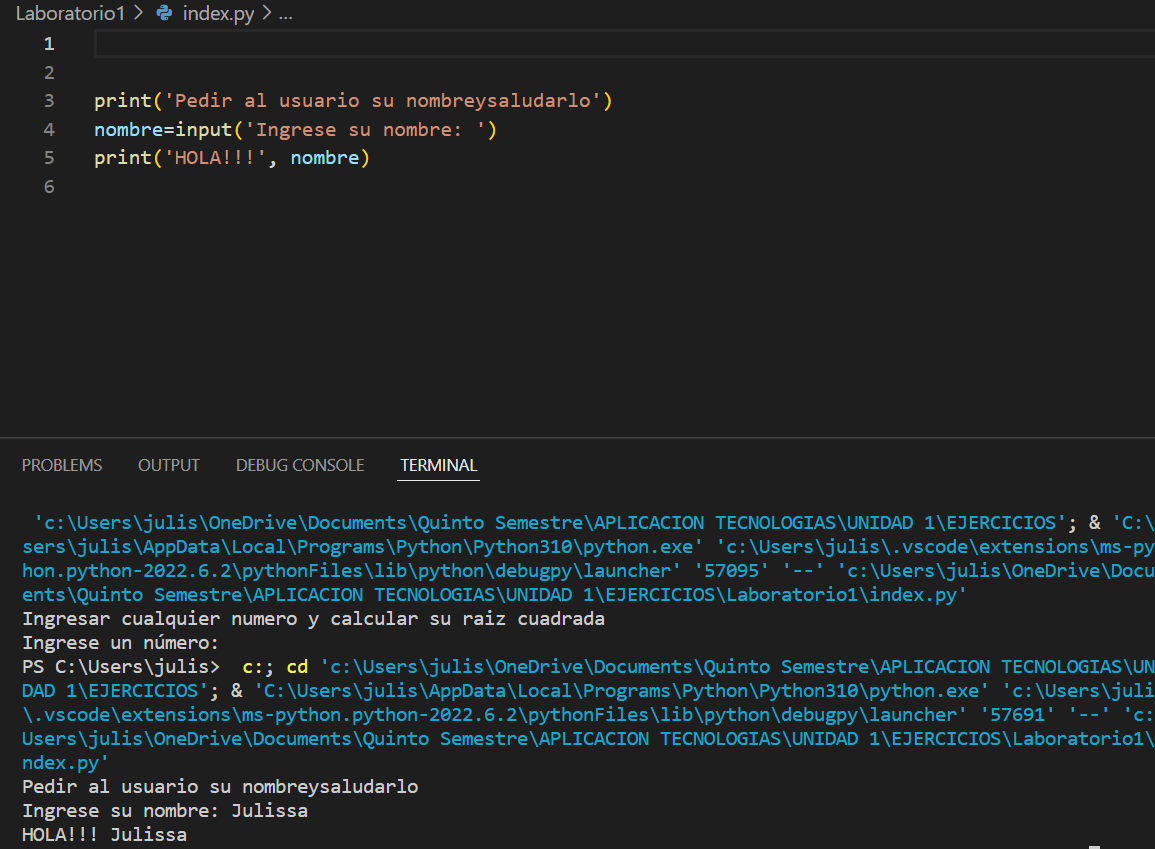 Laboratorio1 > index.py > ...
1
2
3 print('Pedir al usuario su nombreysaludarlo')
4 nombre=input('Ingrese su nombre: ')
5 print('HOLA!!!', nombre)
6
PROBLEMS OUTPUT DEBUG CONSOLE TERMINAL
'c:\Users\julis\OneDrive\Documents\Quinto Semestre\APLICACION TECNOLOGIAS\UNIDAD 1\EJERCICIOS'; & 'C:\
sers\julis\AppData\Local\Programs\Python\Python310\python.exe' 'c:\Users\julis\.vscode\extensions\ms-py
hon.python-2022.6.2\pythonFiles\lib\python\debugpy\launcher' '57095' '--' 'c:\Users\julis\OneDrive\Docu
ents\Quinto Semestre\APLICACION TECNOLOGIAS\UNIDAD 1\EJERCICIOS\Laboratorio1\index.py'
Ingresar cualquier numero y calcular su raiz cuadrada
Ingrese un número:
PS C:\Users\julis>  c:; cd 'c:\Users\julis\OneDrive\Documents\Quinto Semestre\APLICACION TECNOLOGIAS\UN
DAD 1\EJERCICIOS'; & 'C:\Users\julis\AppData\Local\Programs\Python\Python310\python.exe' 'c:\Users\juli
\.vscode\extensions\ms-python.python-2022.6.2\pythonFiles\lib\python\debugpy\launcher' '57691' '--' 'c:
Users\julis\OneDrive\Documents\Quinto Semestre\APLICACION TECNOLOGIAS\UNIDAD 1\EJERCICIOS\Laboratorio1\
ndex.py'
Pedir al usuario su nombreysaludarlo
Ingrese su nombre: Julissa
HOLA!!! Julissa